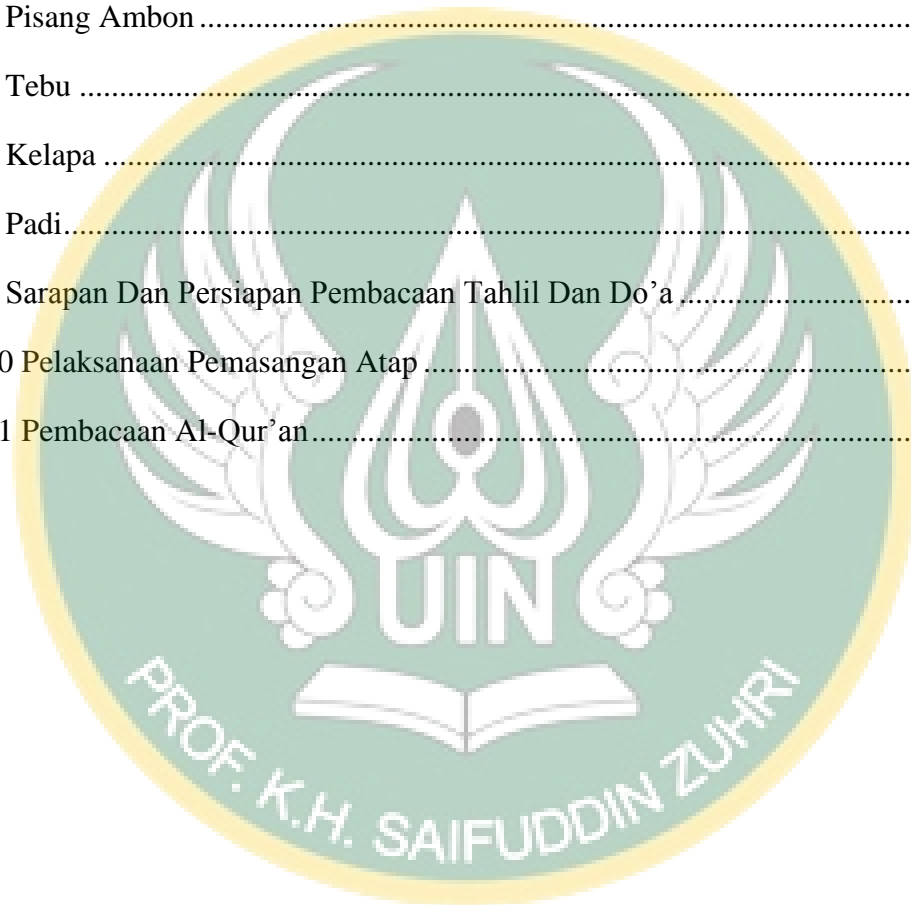 Pisang Ambon ........................................................................................
Tebu .......................................................................................................
Kelapa ....................................................................................................
Padi.........................................................................................................
Sarapan Dan Persiapan Pembacaan Tahlil Dan Do’a ............................
0 Pelaksanaan Pemasangan Atap ............................................................
1 Pembacaan Al-Qur’an..........................................................................
UIN
PROF. K.H. SAIFUDDIN ZUHRI